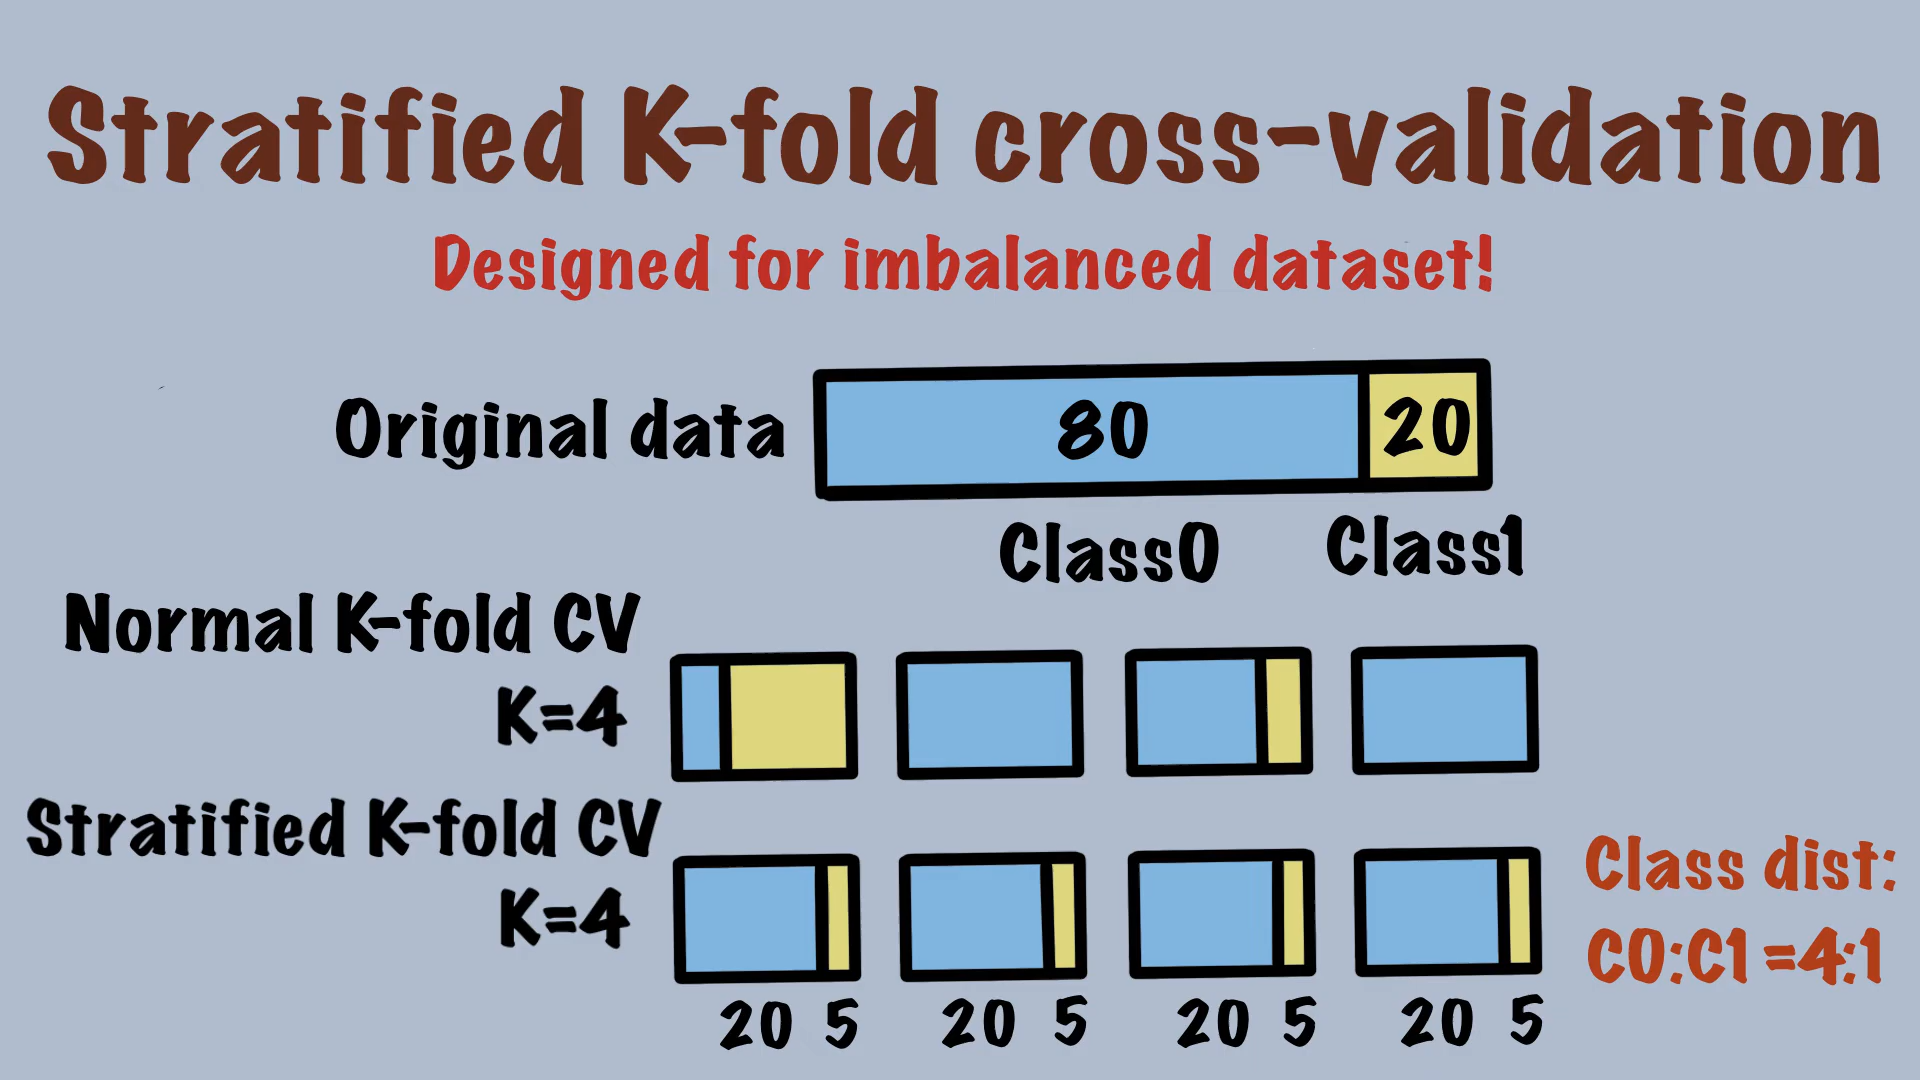 Stratified K-fold cross-validation
Designed for imbalanced dataset!
Original data
80
20
Class0
Class1
Normal K-fold CV
K=4
Stratified K-fold CV
K=4
20 5
20 5
20 5
20 5
Class dist:
C0:C1 =4:1